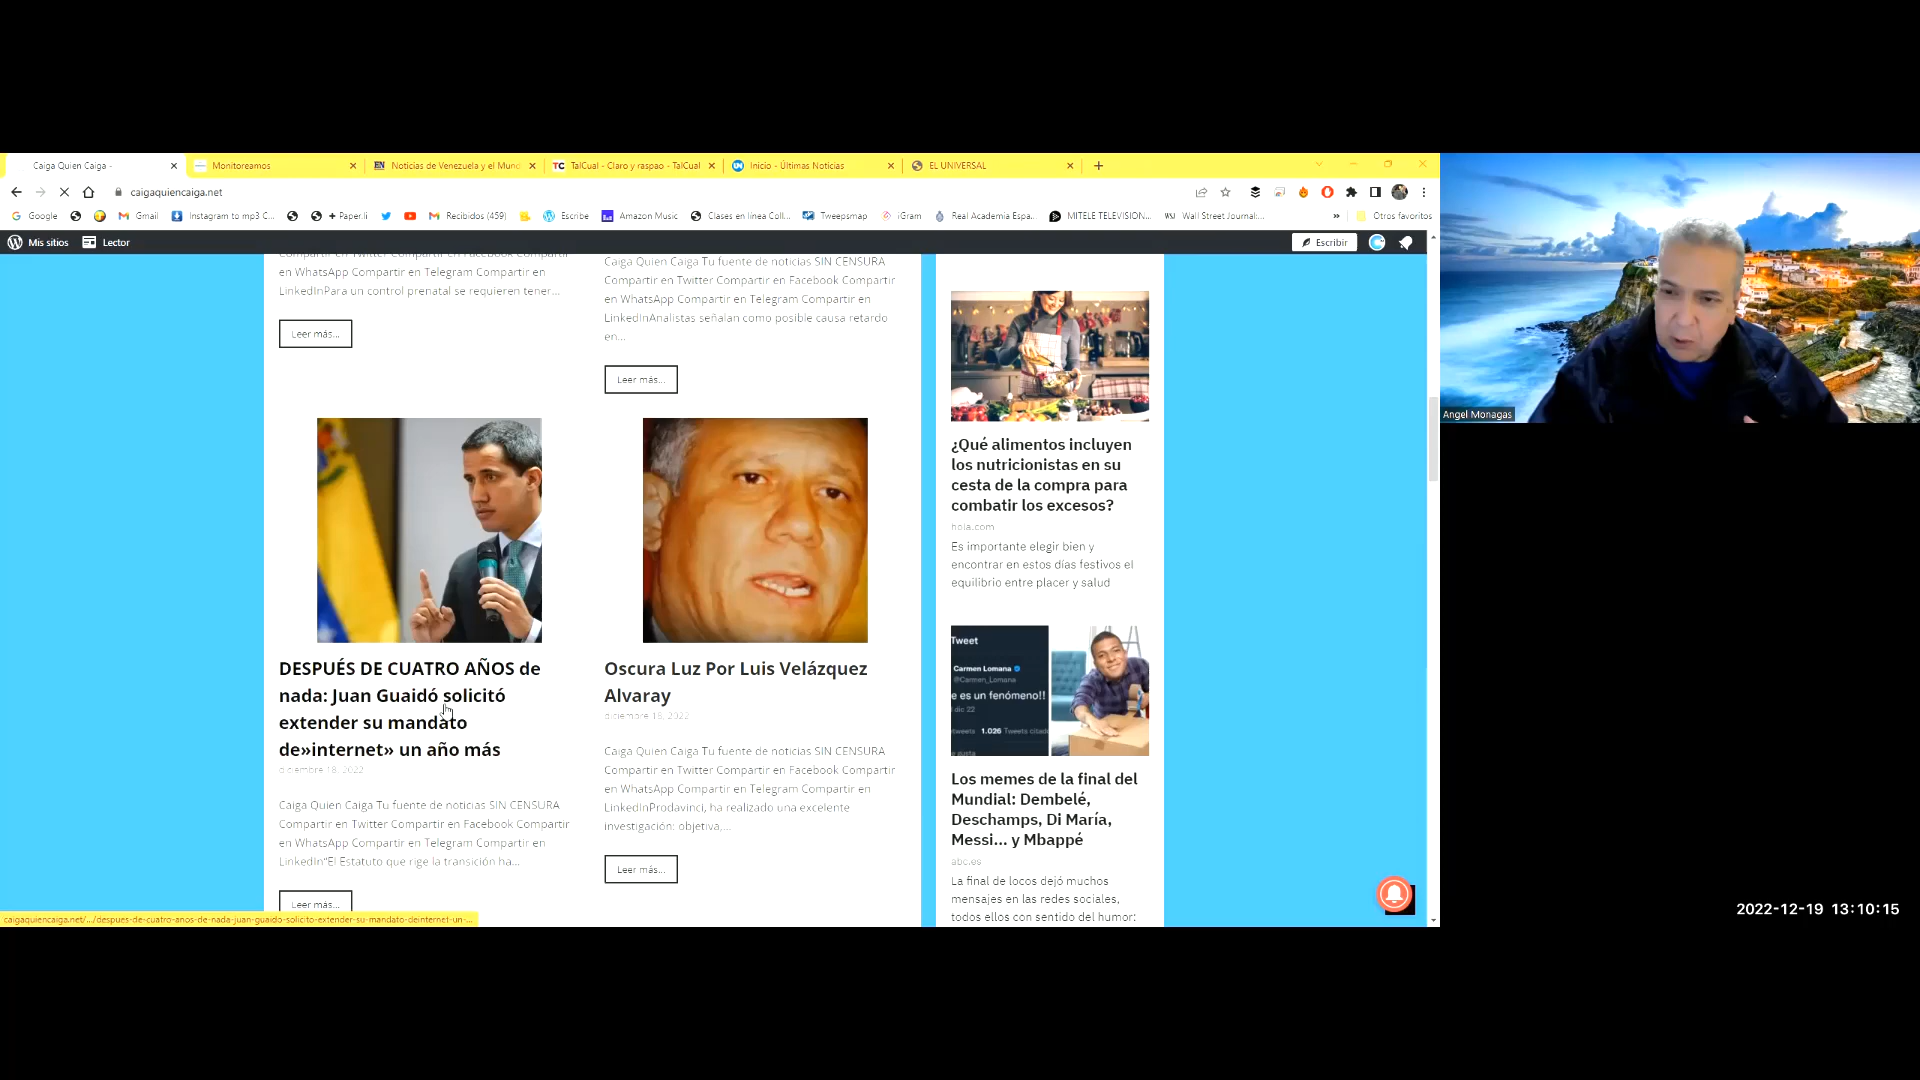 Caiga Quien Caiga -
Monitoreamos
Noticias de Venezuela y el Mun
TalCual - Claro y raspao - TalCual
Inicio - Últimas Noticias
EL UNIVERSAL
caigaquiencaiga.net
Google
Gmail
Instagram to mp3 C...
+ Paper.li
Recibidos (459)
Escribe
Amazon Music
Clases en línea Coll...
Tweepsmap
iGram
Real Academia Espa...
MITELE TELEVISION...
Wall Street Journal:...
»
Otros favoritos
Mis sitios
Lector
Escribir
en WhatsApp Compartir en Telegram Compartir en
LinkedInPara un control prenatal se requieren tener...
Leer más...
Caiga Quien Caiga Tu fuente de noticias SIN CENSURA
Compartir en Twitter Compartir en Facebook Compartir
en WhatsApp Compartir en Telegram Compartir en
LinkedInAnalistas señalan como posible causa retardo
en...
Leer más...
DESPUÉS DE CUATRO AÑOS de
nada: Juan Guaidó solicitó
extender su mandato
de»internet» un año más
diciembre 18, 2022
Caiga Quien Caiga Tu fuente de noticias SIN CENSURA
Compartir en Twitter Compartir en Facebook Compartir
en WhatsApp Compartir en Telegram Compartir en
LinkedIn"El Estatuto que rige la transición ha...
Leer más...
Oscura Luz Por Luis Velázquez
Alvaray
Caiga Quien Caiga Tu fuente de noticias SIN CENSURA
Compartir en Twitter Compartir en Facebook Compartir
en WhatsApp Compartir en Telegram Compartir en
LinkedInProdavinci, ha realizado una excelente
investigación: objetiva,...
Leer más...
¿Qué alimentos incluyen
los nutricionistas en su
cesta de la compra para
combatir los excesos?
hola.com
Es importante elegir bien y
encontrar en estos días festivos el
equilibrio entre placer y salud
Tweet
Carmen Lomana
@Carmen_Lomana
e es un fenómeno!!
dic 22
1.026 Tweets citado
Los memes de la final del
Mundial: Dembelé,
Deschamps, Di María,
Messi... y Mbappé
abc.es
La final de locos dejó muchos
mensajes en las redes sociales,
todos ellos con sentido del humor:
caigaquiencaiga.net/.../despues-de-cuatro-anos-de-nada-juan-guaido-solicito-extender-su-mandato-deinternet-un-...
Angel Monagas
2022-12-19 13:10:15